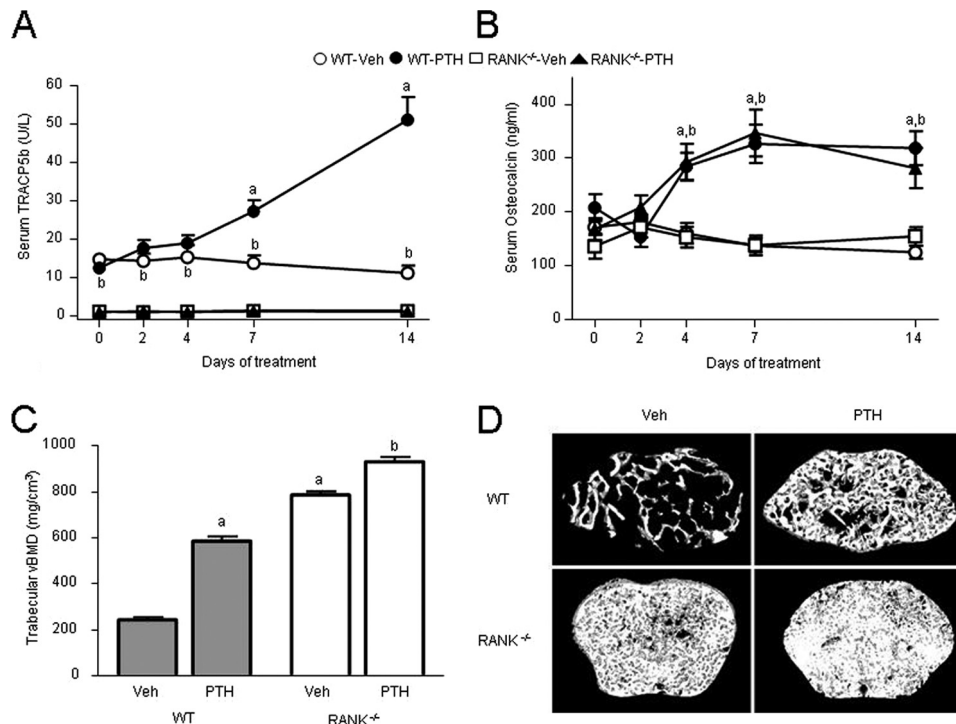 A
B
WT-Veh WT-PTH RANK-/--Veh RANK-/--PTH
Serum TRACP5b (U/L)
60
50
40
30
20
10
0
a
a
b
b
b
b
b
0 2 4 7 14
Days of treatment
Serum Osteocalcin (ng/ml)
400
300
200
100
0
a,b
a,b
a,b
0 2 4 7 14
Days of treatment
C
Trabecular vBMD (mg/cm³)
1000
800
600
400
200
0
a
a
b
Veh PTH Veh PTH
WT RANK-/-
D
Veh PTH
WT
RANK-/-